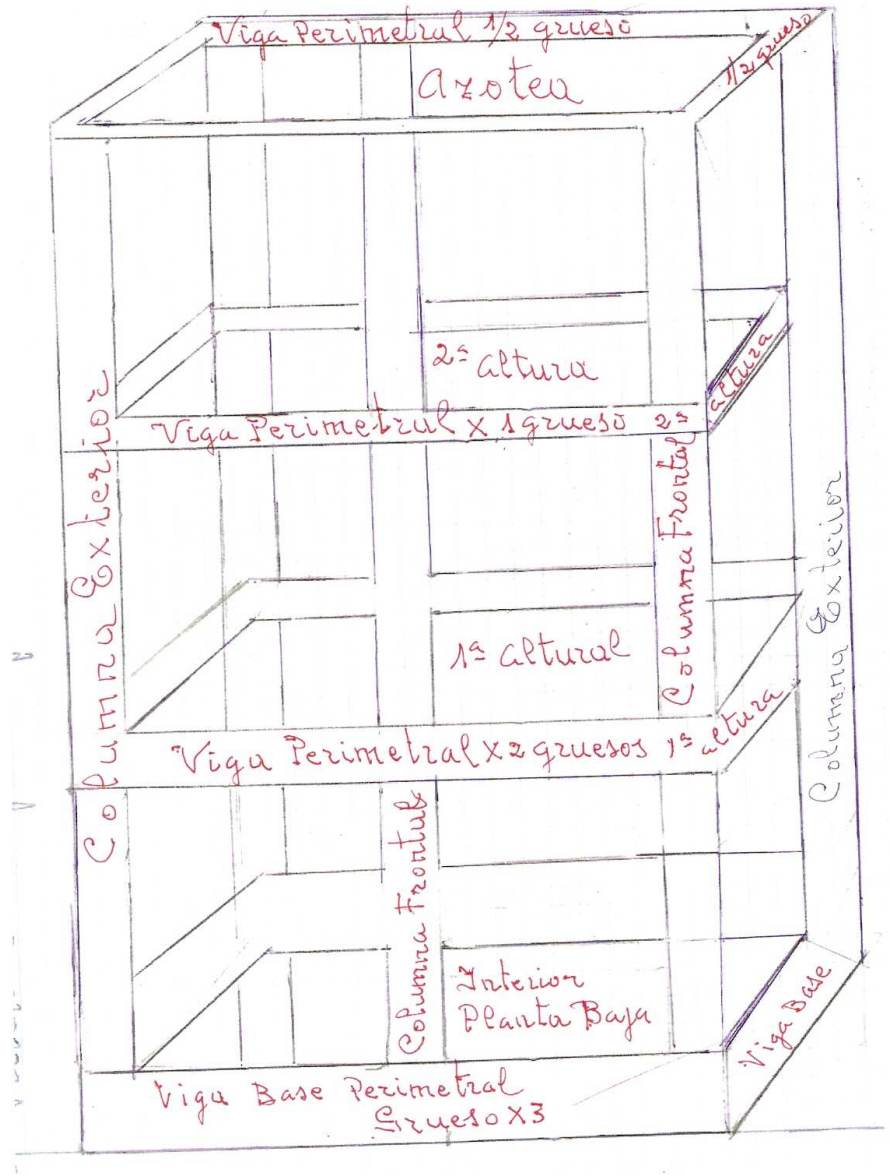 Viga Perimetral 1/2 grueso
1/2 grueso
Azotea
2ª altura
Viga Perimetral x 1 grueso 2ª altura
Columna Exterior
Columna Frontal
Columna Exterior
1ª altural
Viga Perimetral x 2 gruesos 1ª altura
Columna Frontal
Interior
Planta Baja
Viga Base
Viga Base Perimetral
Grueso x3